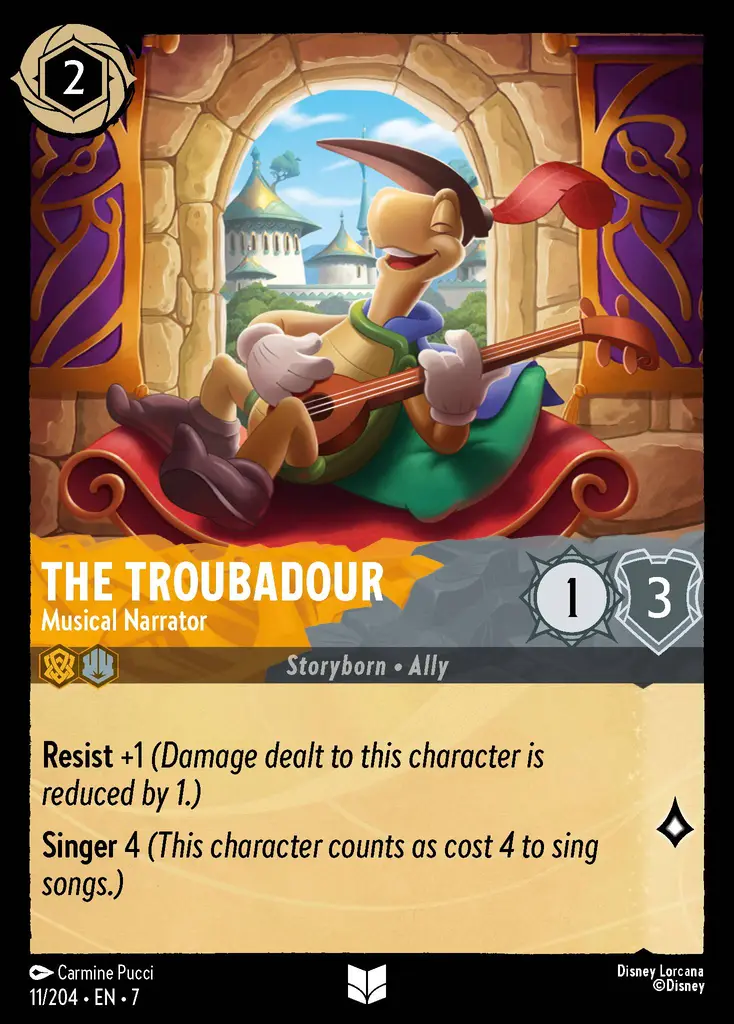 2
THE TROUBADOUR
Musical Narrator
1
3
Storyborn • Ally
Resist +1 (Damage dealt to this character is
reduced by 1.)
Singer 4 (This character counts as cost 4 to sing
songs.)
Carmine Pucci
11/204 • EN • 7
Disney Lorcana
©Disney